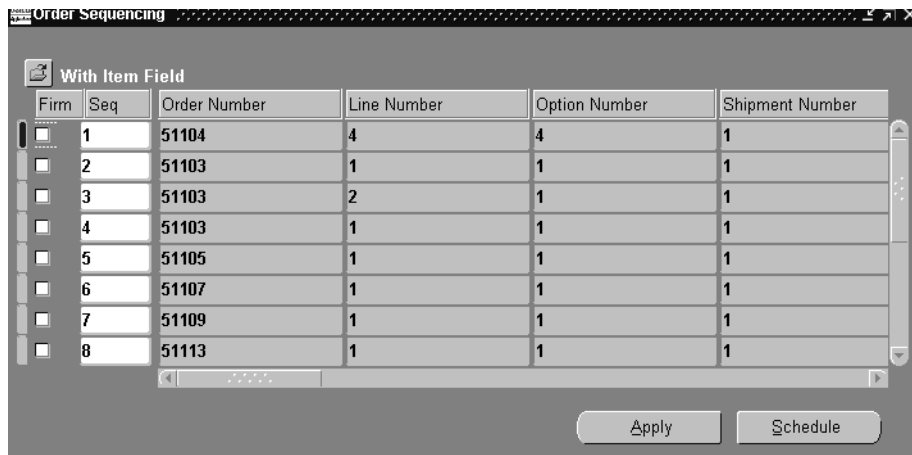 Order Sequencing
With Item Field
Firm Seq Order Number Line Number Option Number Shipment Number
1 51104 4 4 1
2 51103 1 1 1
3 51103 2 1 1
4 51103 1 1 1
5 51105 1 1 1
6 51107 1 1 1
7 51109 1 1 1
8 51113 1 1 1
Apply Schedule